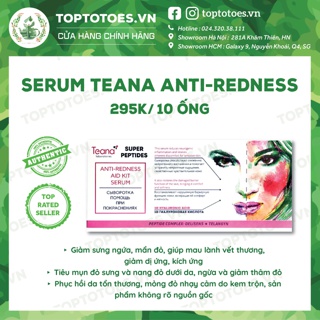 TOPTOTOES.VN
CỬA HÀNG CHÍNH HÃNG
toptotoes.vn
Hotline : 024.320.38.111
Showroom Hà Nội : 281A Khâm Thiên, HN
Showroom HCM : Galaxy 9, Nguyễn Khoái, Q4, SG
SERUM TEANA ANTI-REDNESS
295K/ 10 ỐNG
AUTHENTIC
TOP
RATED
SELLER
Teana
SUPER
PEPTIDES
ANTI-REDNESS
AID KIT
SERUM
СЫВОРОТКА
ПОМОЩЬ
ПРИ
ПОКРАСНЕНИЯХ
• Giảm sưng ngứa, mẩn đỏ, giúp mau lành vết thương,
giảm dị ứng, kích ứng
• Tiêu mụn đỏ sưng và nang đỏ dưới da, ngừa và giảm thâm đỏ
• Phục hồi da tổn thương, mỏng đỏ nhạy cảm do kem trộn, sản
phẩm không rõ nguồn gốc